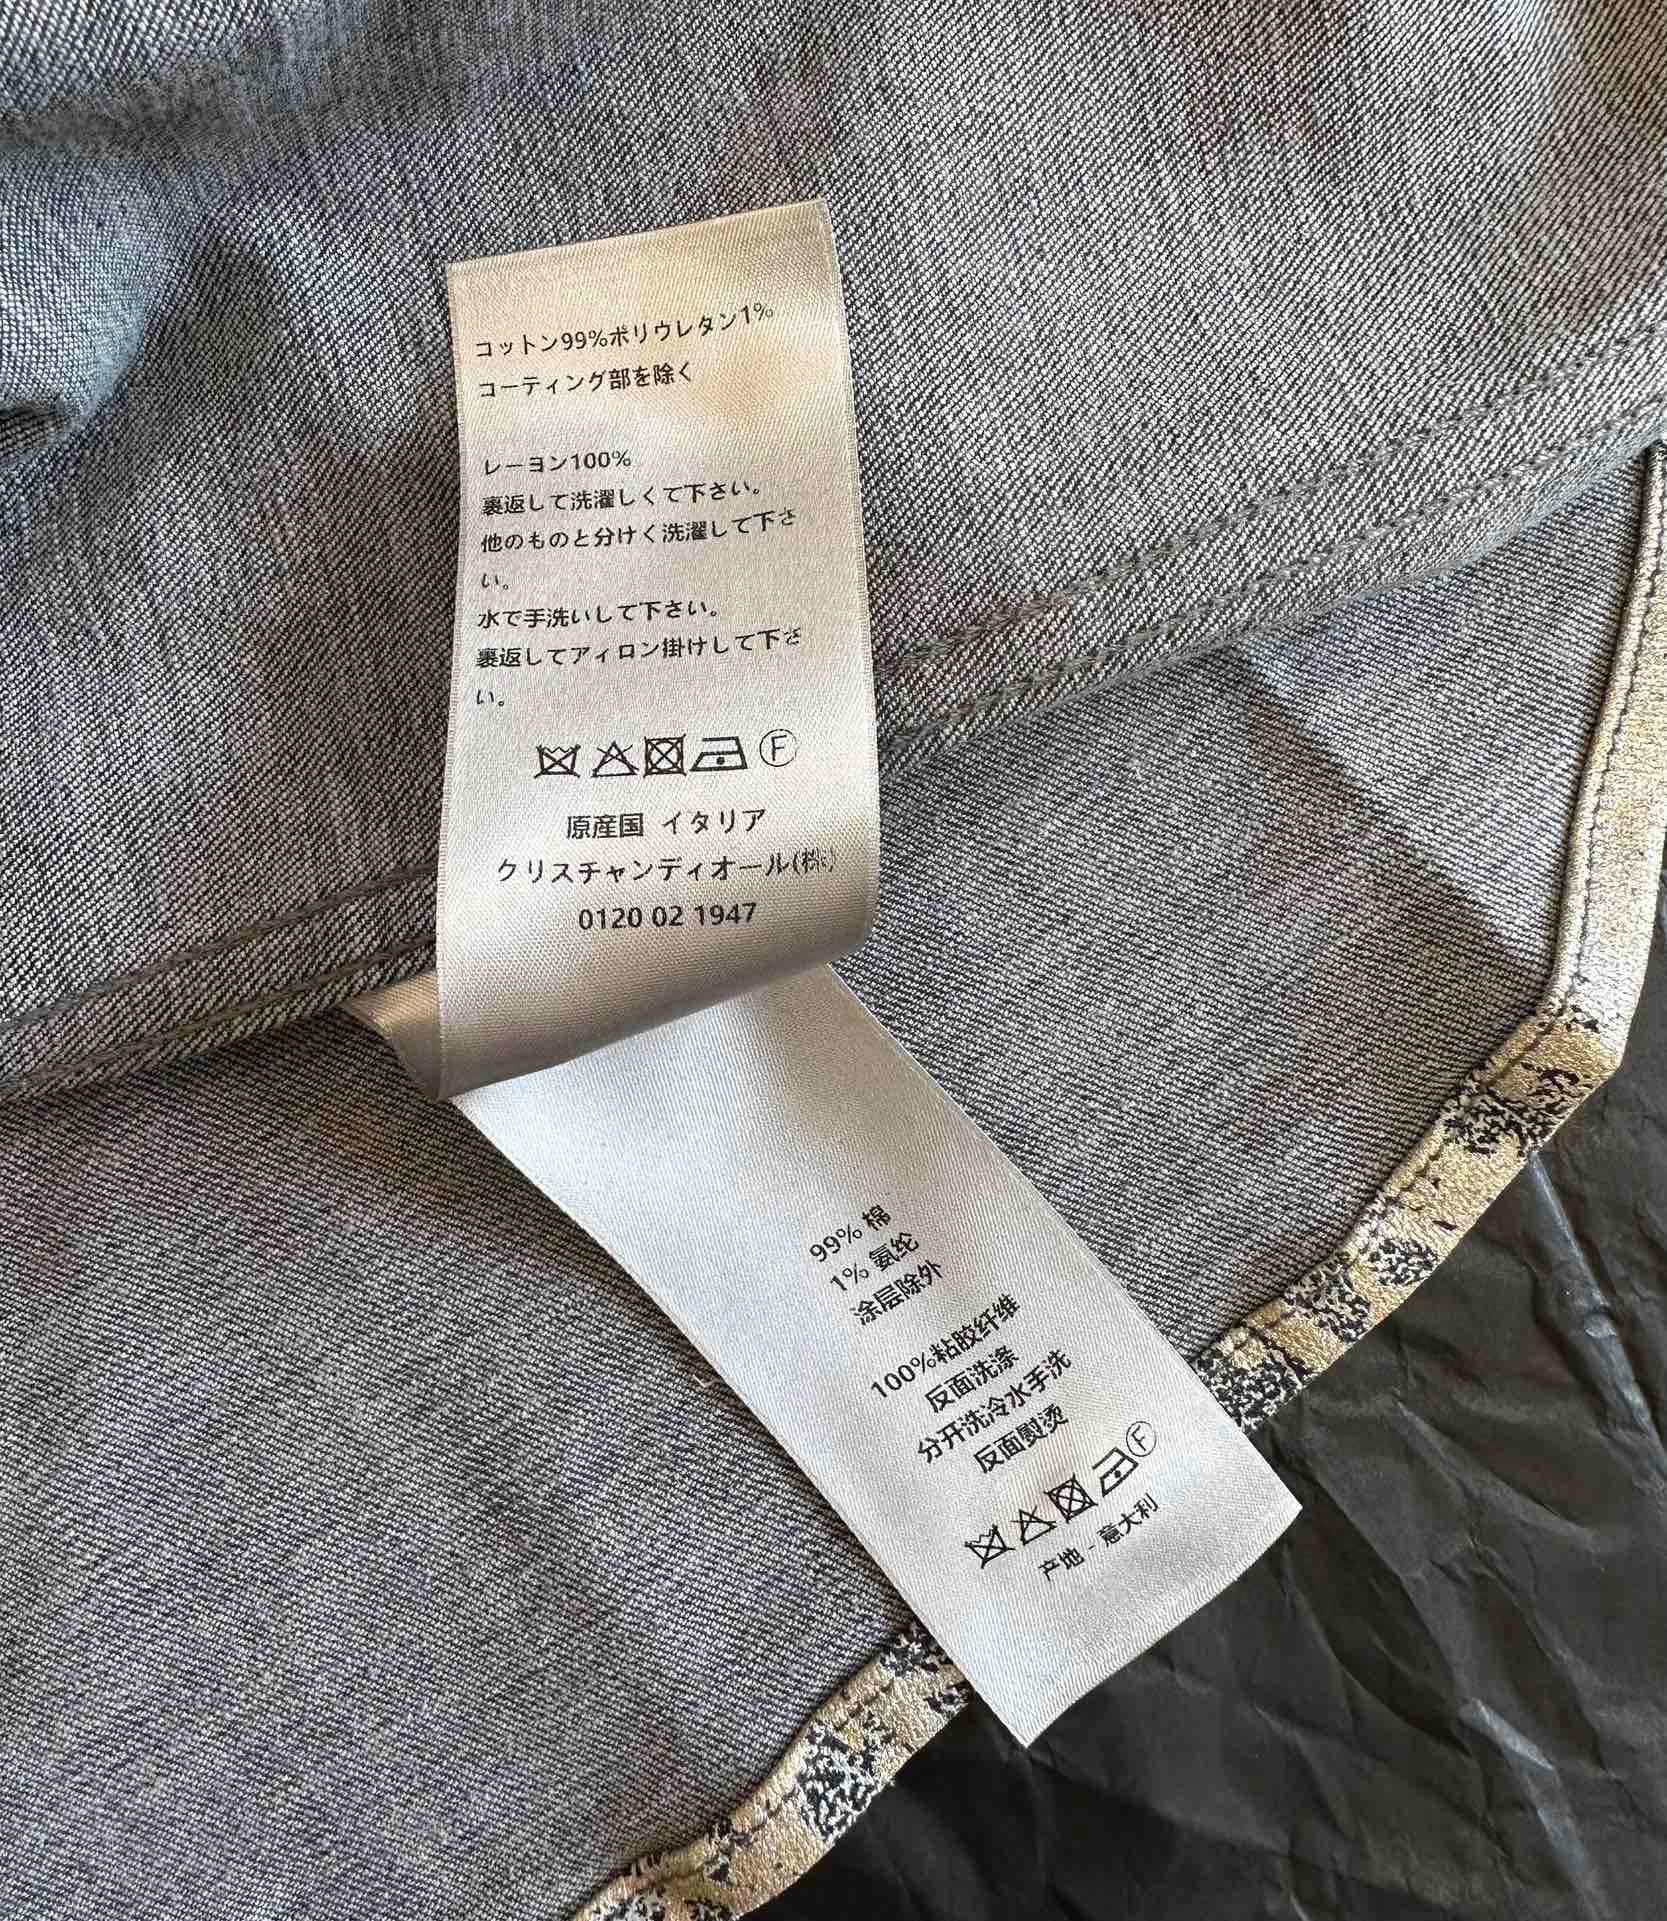 コットン99%ポリウレタン1%
コーティング部を除く
レーヨン100%
裏返して洗濯しくて下さい。
他のものと分けく洗濯して下さ
い。
水で手洗いして下さい。
裏返してアィロン掛けして下さ
い。
F
原産国 イタリア
クリスチャンディオール(株)
0120 02 1947
99% 棉
1% 氨纶
涂层除外
100%粘胶纤维
反面洗涤
分开洗冷水手洗
反面熨烫
F
产地 - 意大利